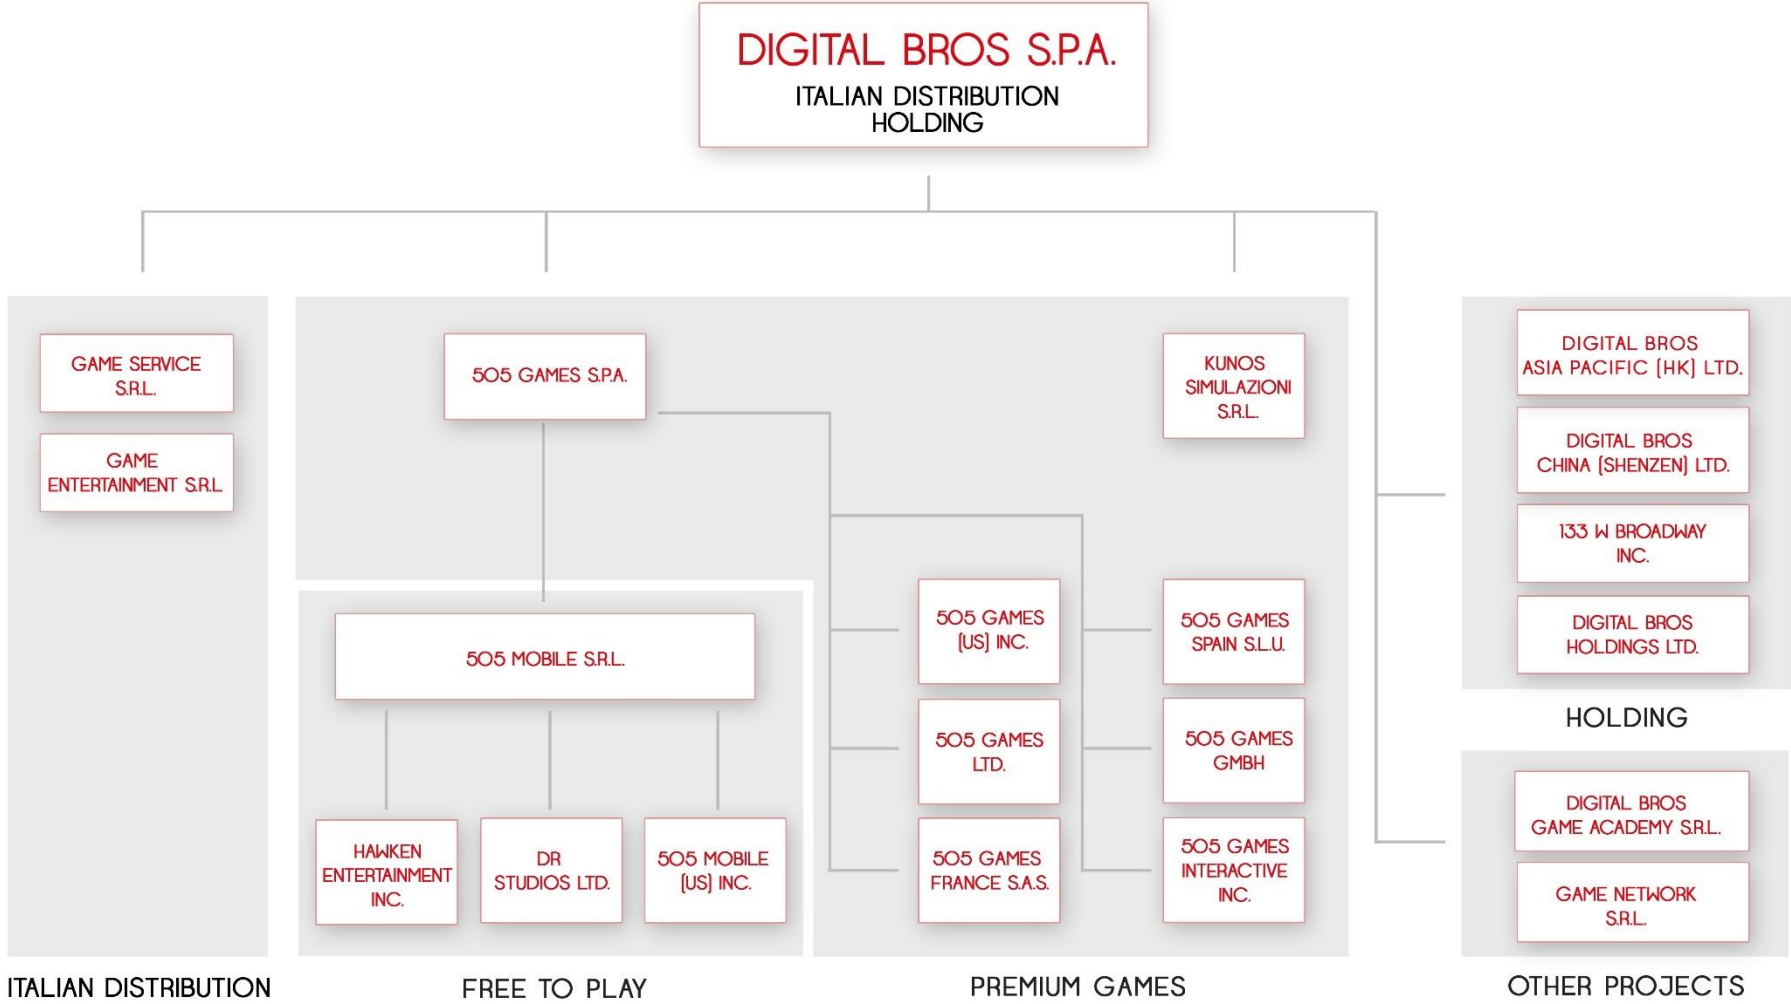 DIGITAL BROS S.P.A.
ITALIAN DISTRIBUTION
HOLDING
GAME SERVICE
S.R.L.
GAME
ENTERTAINMENT S.R.L
ITALIAN DISTRIBUTION
505 GAMES S.P.A.
KUNOS
SIMULAZIONI
S.R.L.
505 MOBILE S.R.L.
HAWKEN
ENTERTAINMENT
INC.
DR
STUDIOS LTD.
505 MOBILE
(US) INC.
FREE TO PLAY
505 GAMES
(US) INC.
505 GAMES
LTD.
505 GAMES
FRANCE S.A.S.
505 GAMES
SPAIN S.L.U.
505 GAMES
GMBH
505 GAMES
INTERACTIVE
INC.
PREMIUM GAMES
DIGITAL BROS
ASIA PACIFIC (HK) LTD.
DIGITAL BROS
CHINA (SHENZEN) LTD.
133 W BROADWAY
INC.
DIGITAL BROS
HOLDINGS LTD.
HOLDING
DIGITAL BROS
GAME ACADEMY S.R.L.
GAME NETWORK
S.R.L.
OTHER PROJECTS